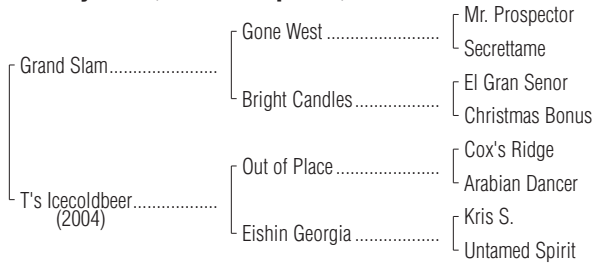 Mr. Prospector
Gone West
Secrettame
Grand Slam
El Gran Senor
Bright Candles
Christmas Bonus
Cox's Ridge
Out of Place
Arabian Dancer
T's Icecoldbeer
(2004)
Kris S.
Eishin Georgia
Untamed Spirit